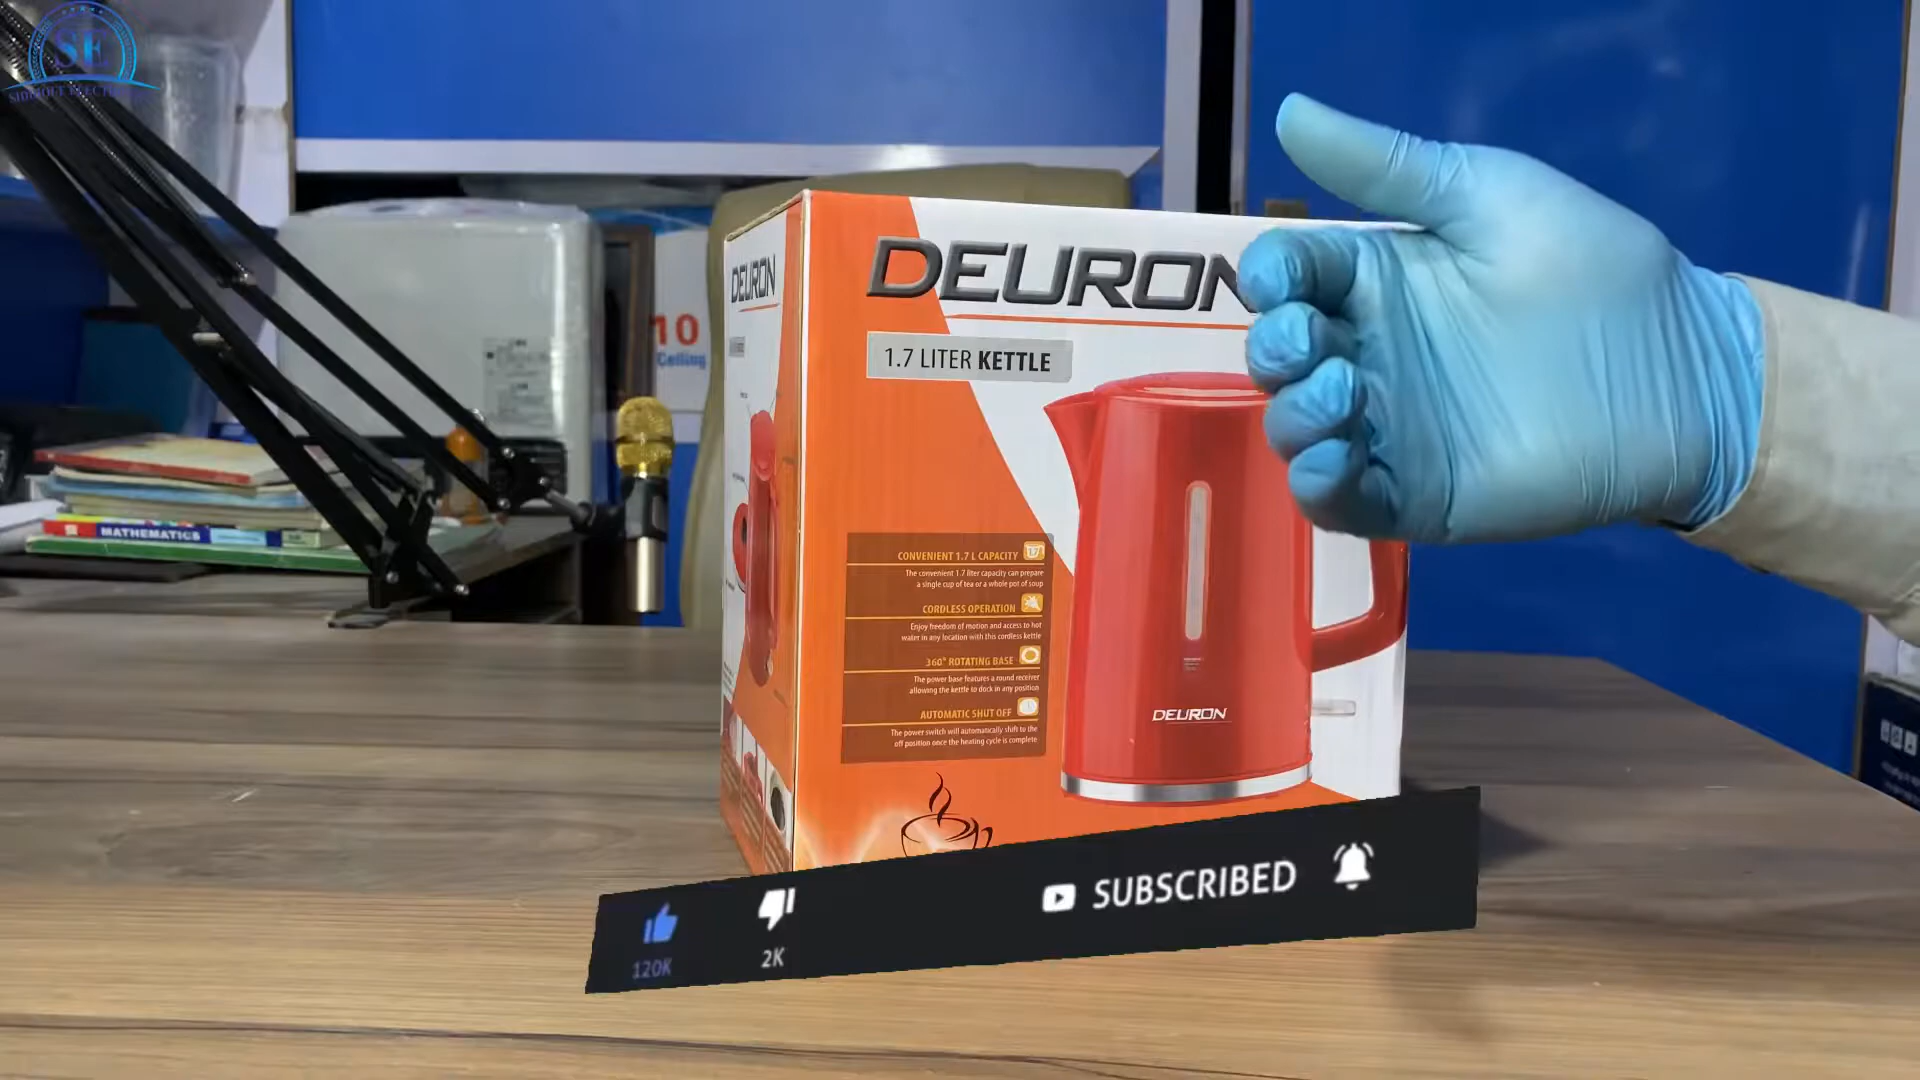 SE
DEURON
DEURON
1.7 LITER KETTLE
10
Ceiling
MATHEMATICS
CONVENIENT 1.7 L CAPACITY
1.7
The convenient 1.7 liter capacity can prepare
a single cup of tea or a whole pot of soup
CORDLESS OPERATION
Enjoy freedom of motion and access to hot
water in any location with this cordless kettle
360° ROTATING BASE
The power base features a round receiver
allowing the kettle to dock in any position
AUTOMATIC SHUT OFF
The power switch will automatically shift to the
off position once the heating cycle is complete
DEURON
SUBSCRIBED
120K
2K